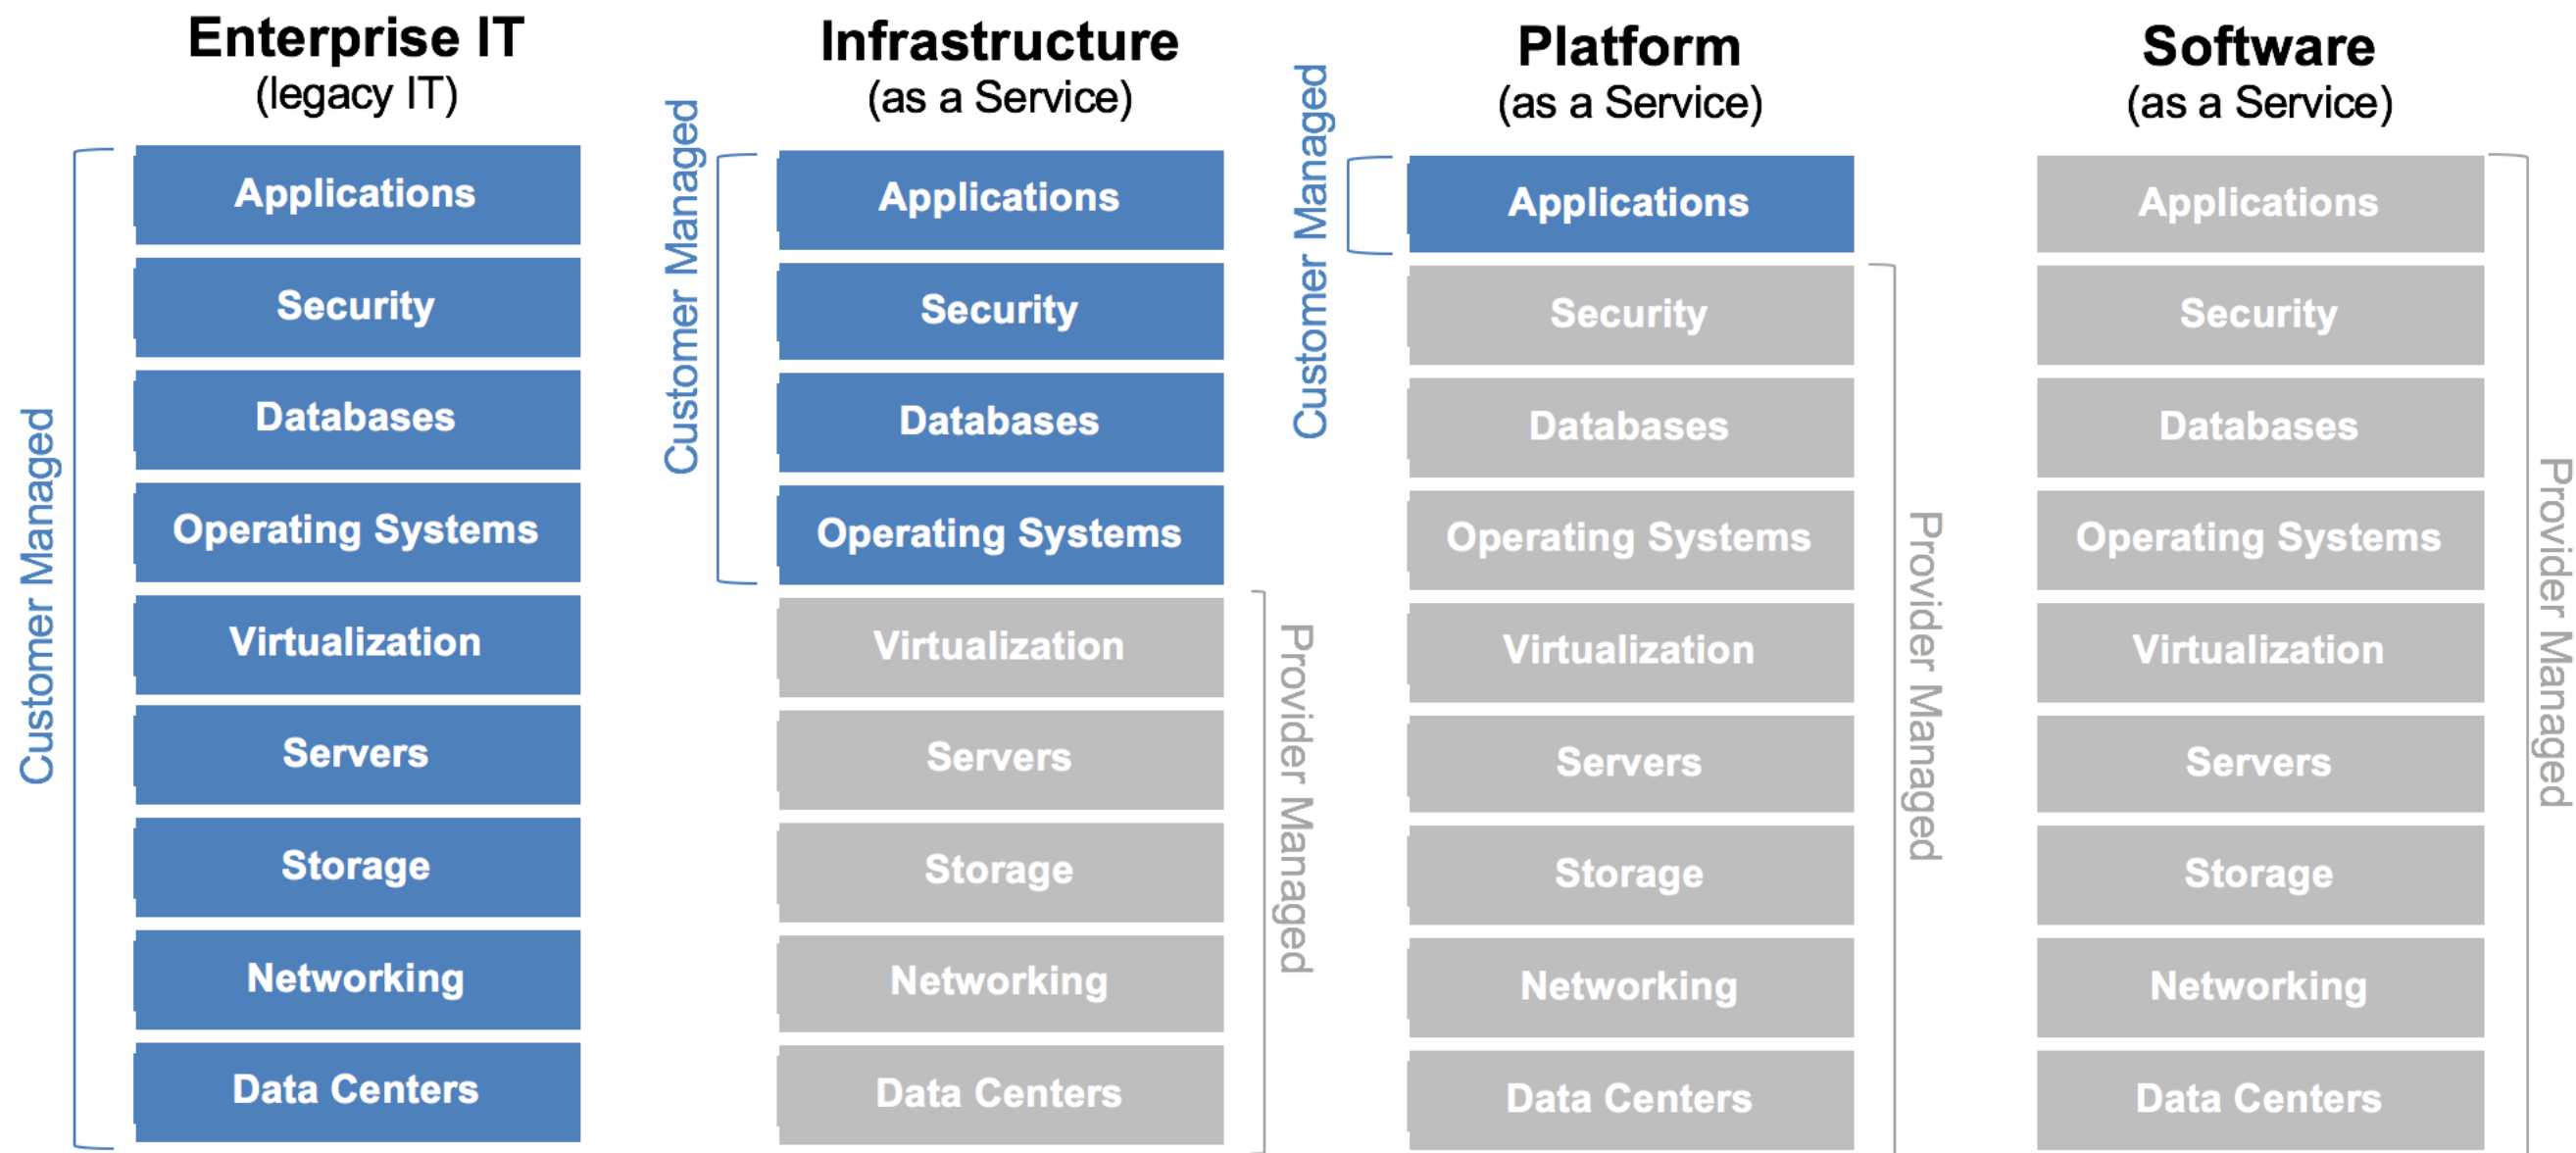 Enterprise IT
(legacy IT)
Customer Managed
Applications
Security
Databases
Operating Systems
Virtualization
Servers
Storage
Networking
Data Centers
Infrastructure
(as a Service)
Customer Managed
Applications
Security
Databases
Operating Systems
Virtualization
Servers
Storage
Networking
Data Centers
Provider Managed
Platform
(as a Service)
Customer Managed
Applications
Security
Databases
Operating Systems
Virtualization
Servers
Storage
Networking
Data Centers
Provider Managed
Software
(as a Service)
Applications
Security
Databases
Operating Systems
Virtualization
Servers
Storage
Networking
Data Centers
Provider Managed